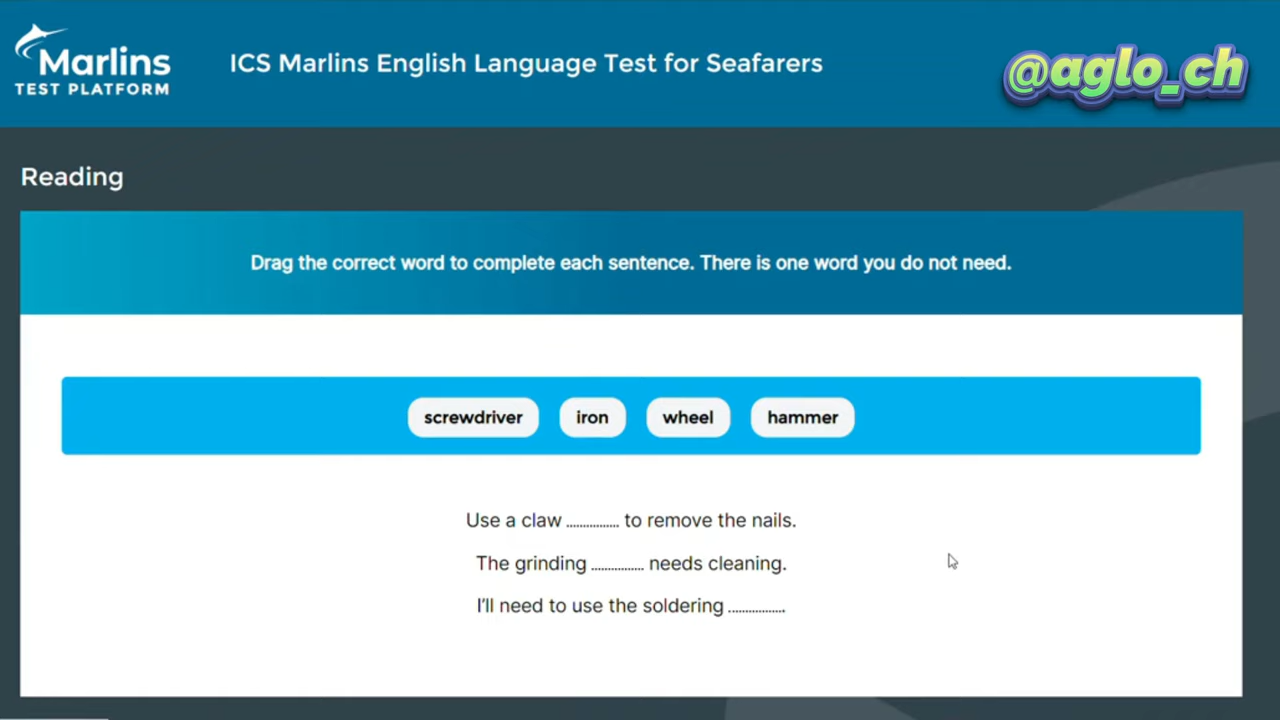 Marlins
TEST PLATFORM
ICS Marlins English Language Test for Seafarers
@aglo_ch
Reading
Drag the correct word to complete each sentence. There is one word you do not need.
screwdriver iron wheel hammer
Use a claw ................ to remove the nails.
The grinding ................ needs cleaning.
I'll need to use the soldering .................